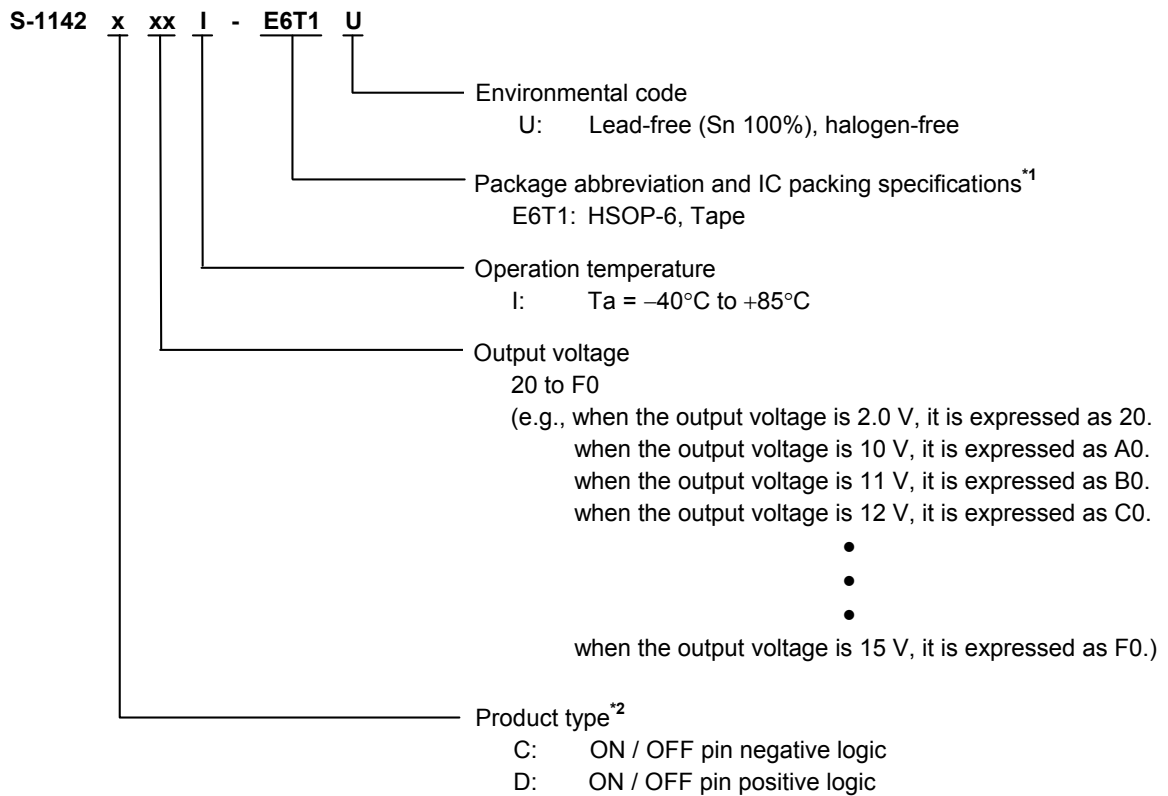 S-1142 x xx I - E6T1 U
Environmental code
U: Lead-free (Sn 100%), halogen-free
Package abbreviation and IC packing specifications*1
E6T1: HSOP-6, Tape
Operation temperature
I: Ta = −40°C to +85°C
Output voltage
20 to F0
(e.g., when the output voltage is 2.0 V, it is expressed as 20.
when the output voltage is 10 V, it is expressed as A0.
when the output voltage is 11 V, it is expressed as B0.
when the output voltage is 12 V, it is expressed as C0.
•
•
•
when the output voltage is 15 V, it is expressed as F0.)
Product type*2
C: ON / OFF pin negative logic
D: ON / OFF pin positive logic